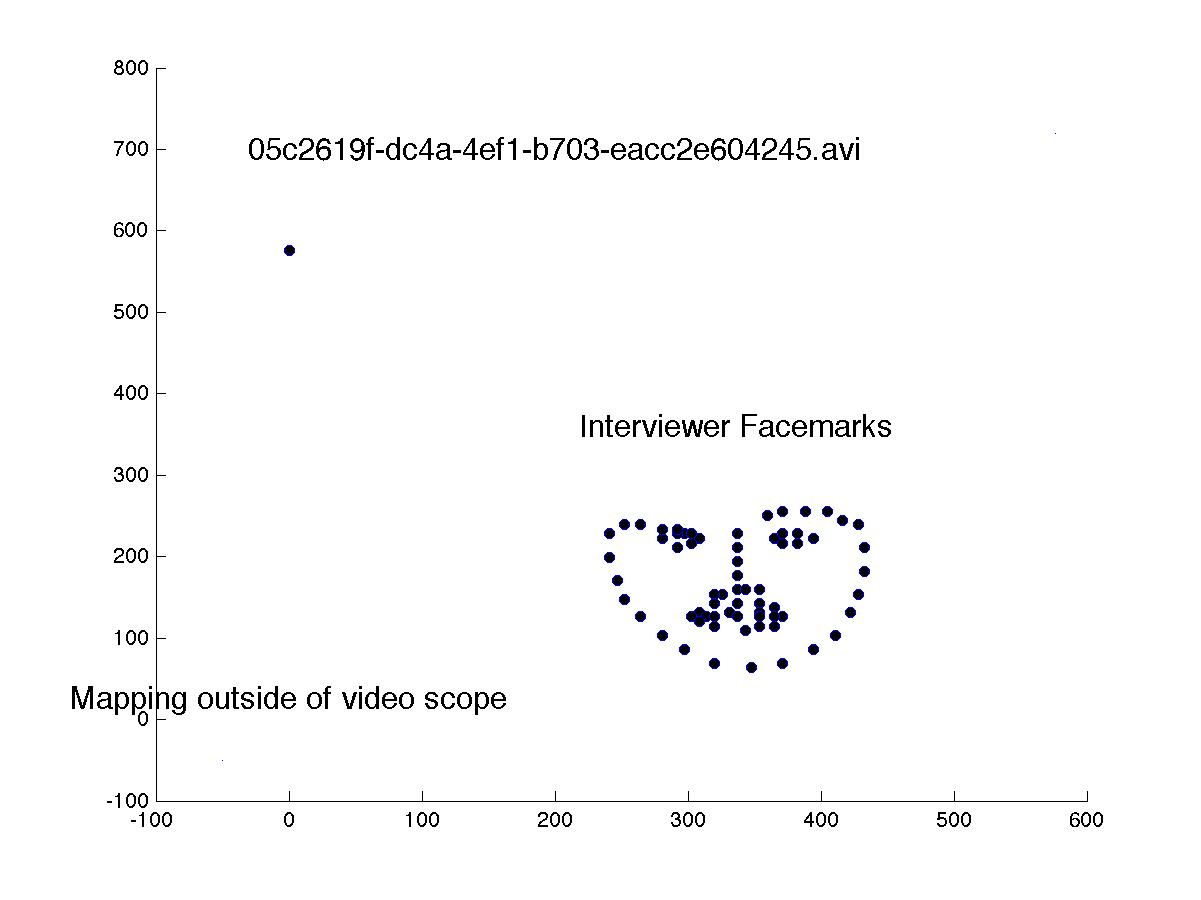 800
700
05c2619f-dc4a-4ef1-b703-eacc2e604245.avi
600
500
400
Interviewer Facemarks
300
200
100
Mapping outside of video scope
0
-100
-100 0 100 200 300 400 500 600